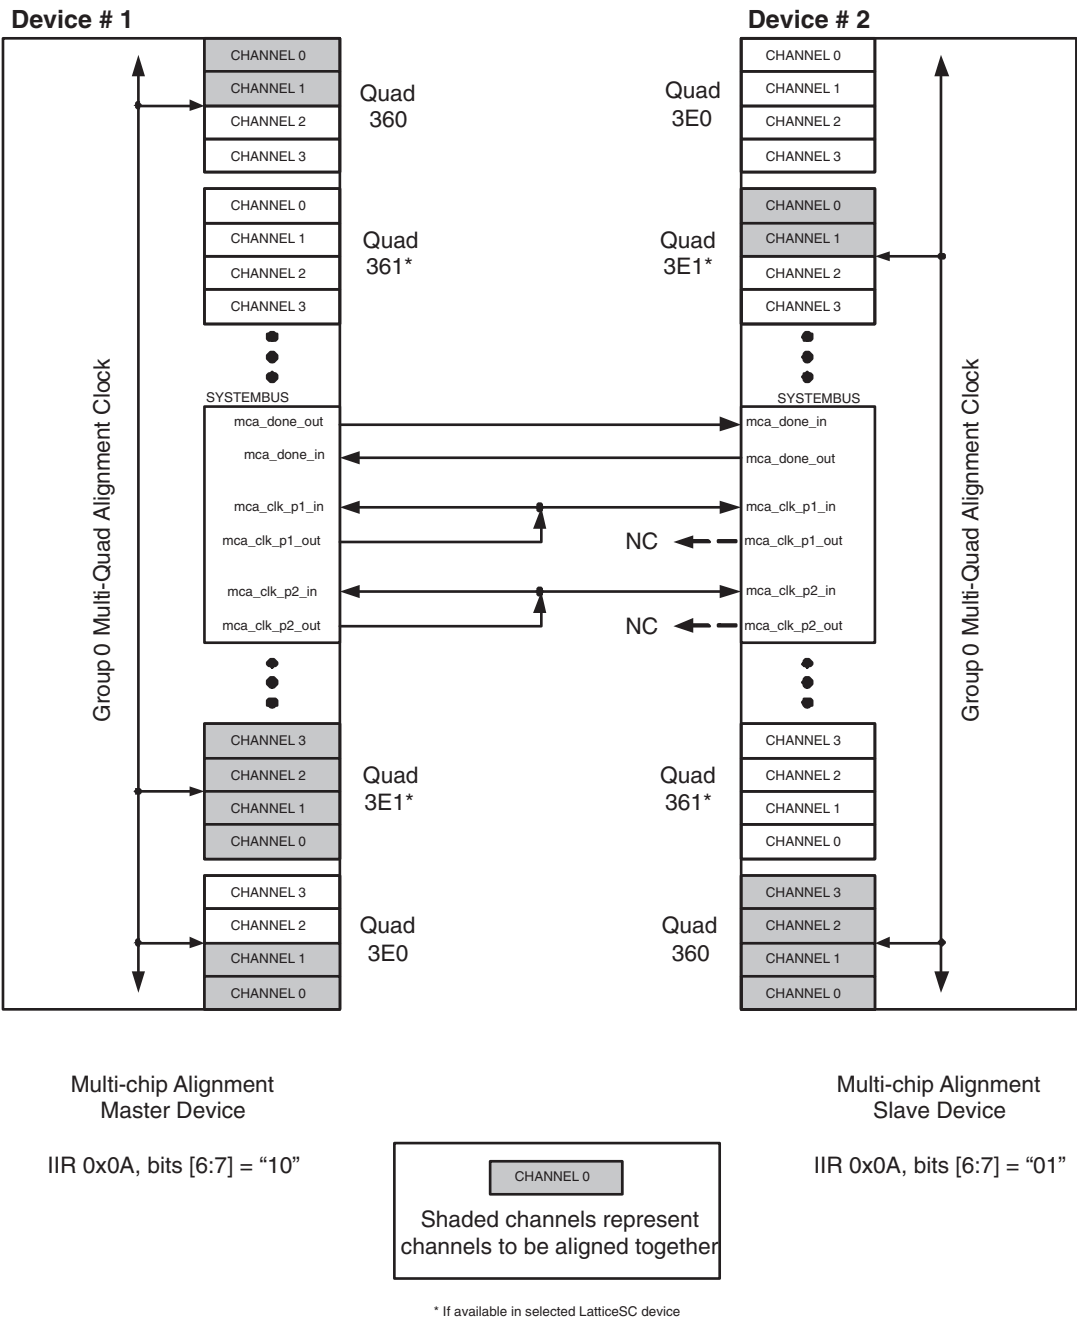 Device # 1
Device # 2
CHANNEL 0
CHANNEL 1
CHANNEL 2
CHANNEL 3
Quad
360
Quad
3E0
CHANNEL 0
CHANNEL 1
CHANNEL 2
CHANNEL 3
CHANNEL 0
CHANNEL 1
CHANNEL 2
CHANNEL 3
Quad
361*
Quad
3E1*
CHANNEL 0
CHANNEL 1
CHANNEL 2
CHANNEL 3
Group 0 Multi-Quad Alignment Clock
SYSTEMBUS
mca_done_out
mca_done_in
mca_clk_p1_in
mca_clk_p1_out
mca_clk_p2_in
mca_clk_p2_out
NC
NC
SYSTEMBUS
mca_done_in
mca_done_out
mca_clk_p1_in
mca_clk_p1_out
mca_clk_p2_in
mca_clk_p2_out
Group 0 Multi-Quad Alignment Clock
CHANNEL 3
CHANNEL 2
CHANNEL 1
CHANNEL 0
Quad
3E1*
Quad
361*
CHANNEL 3
CHANNEL 2
CHANNEL 1
CHANNEL 0
CHANNEL 3
CHANNEL 2
CHANNEL 1
CHANNEL 0
Quad
3E0
Quad
360
CHANNEL 3
CHANNEL 2
CHANNEL 1
CHANNEL 0
Multi-chip Alignment
Master Device
IIR 0x0A, bits [6:7] = “10”
Multi-chip Alignment
Slave Device
IIR 0x0A, bits [6:7] = “01”
CHANNEL 0
Shaded channels represent
channels to be aligned together
* If available in selected LatticeSC device